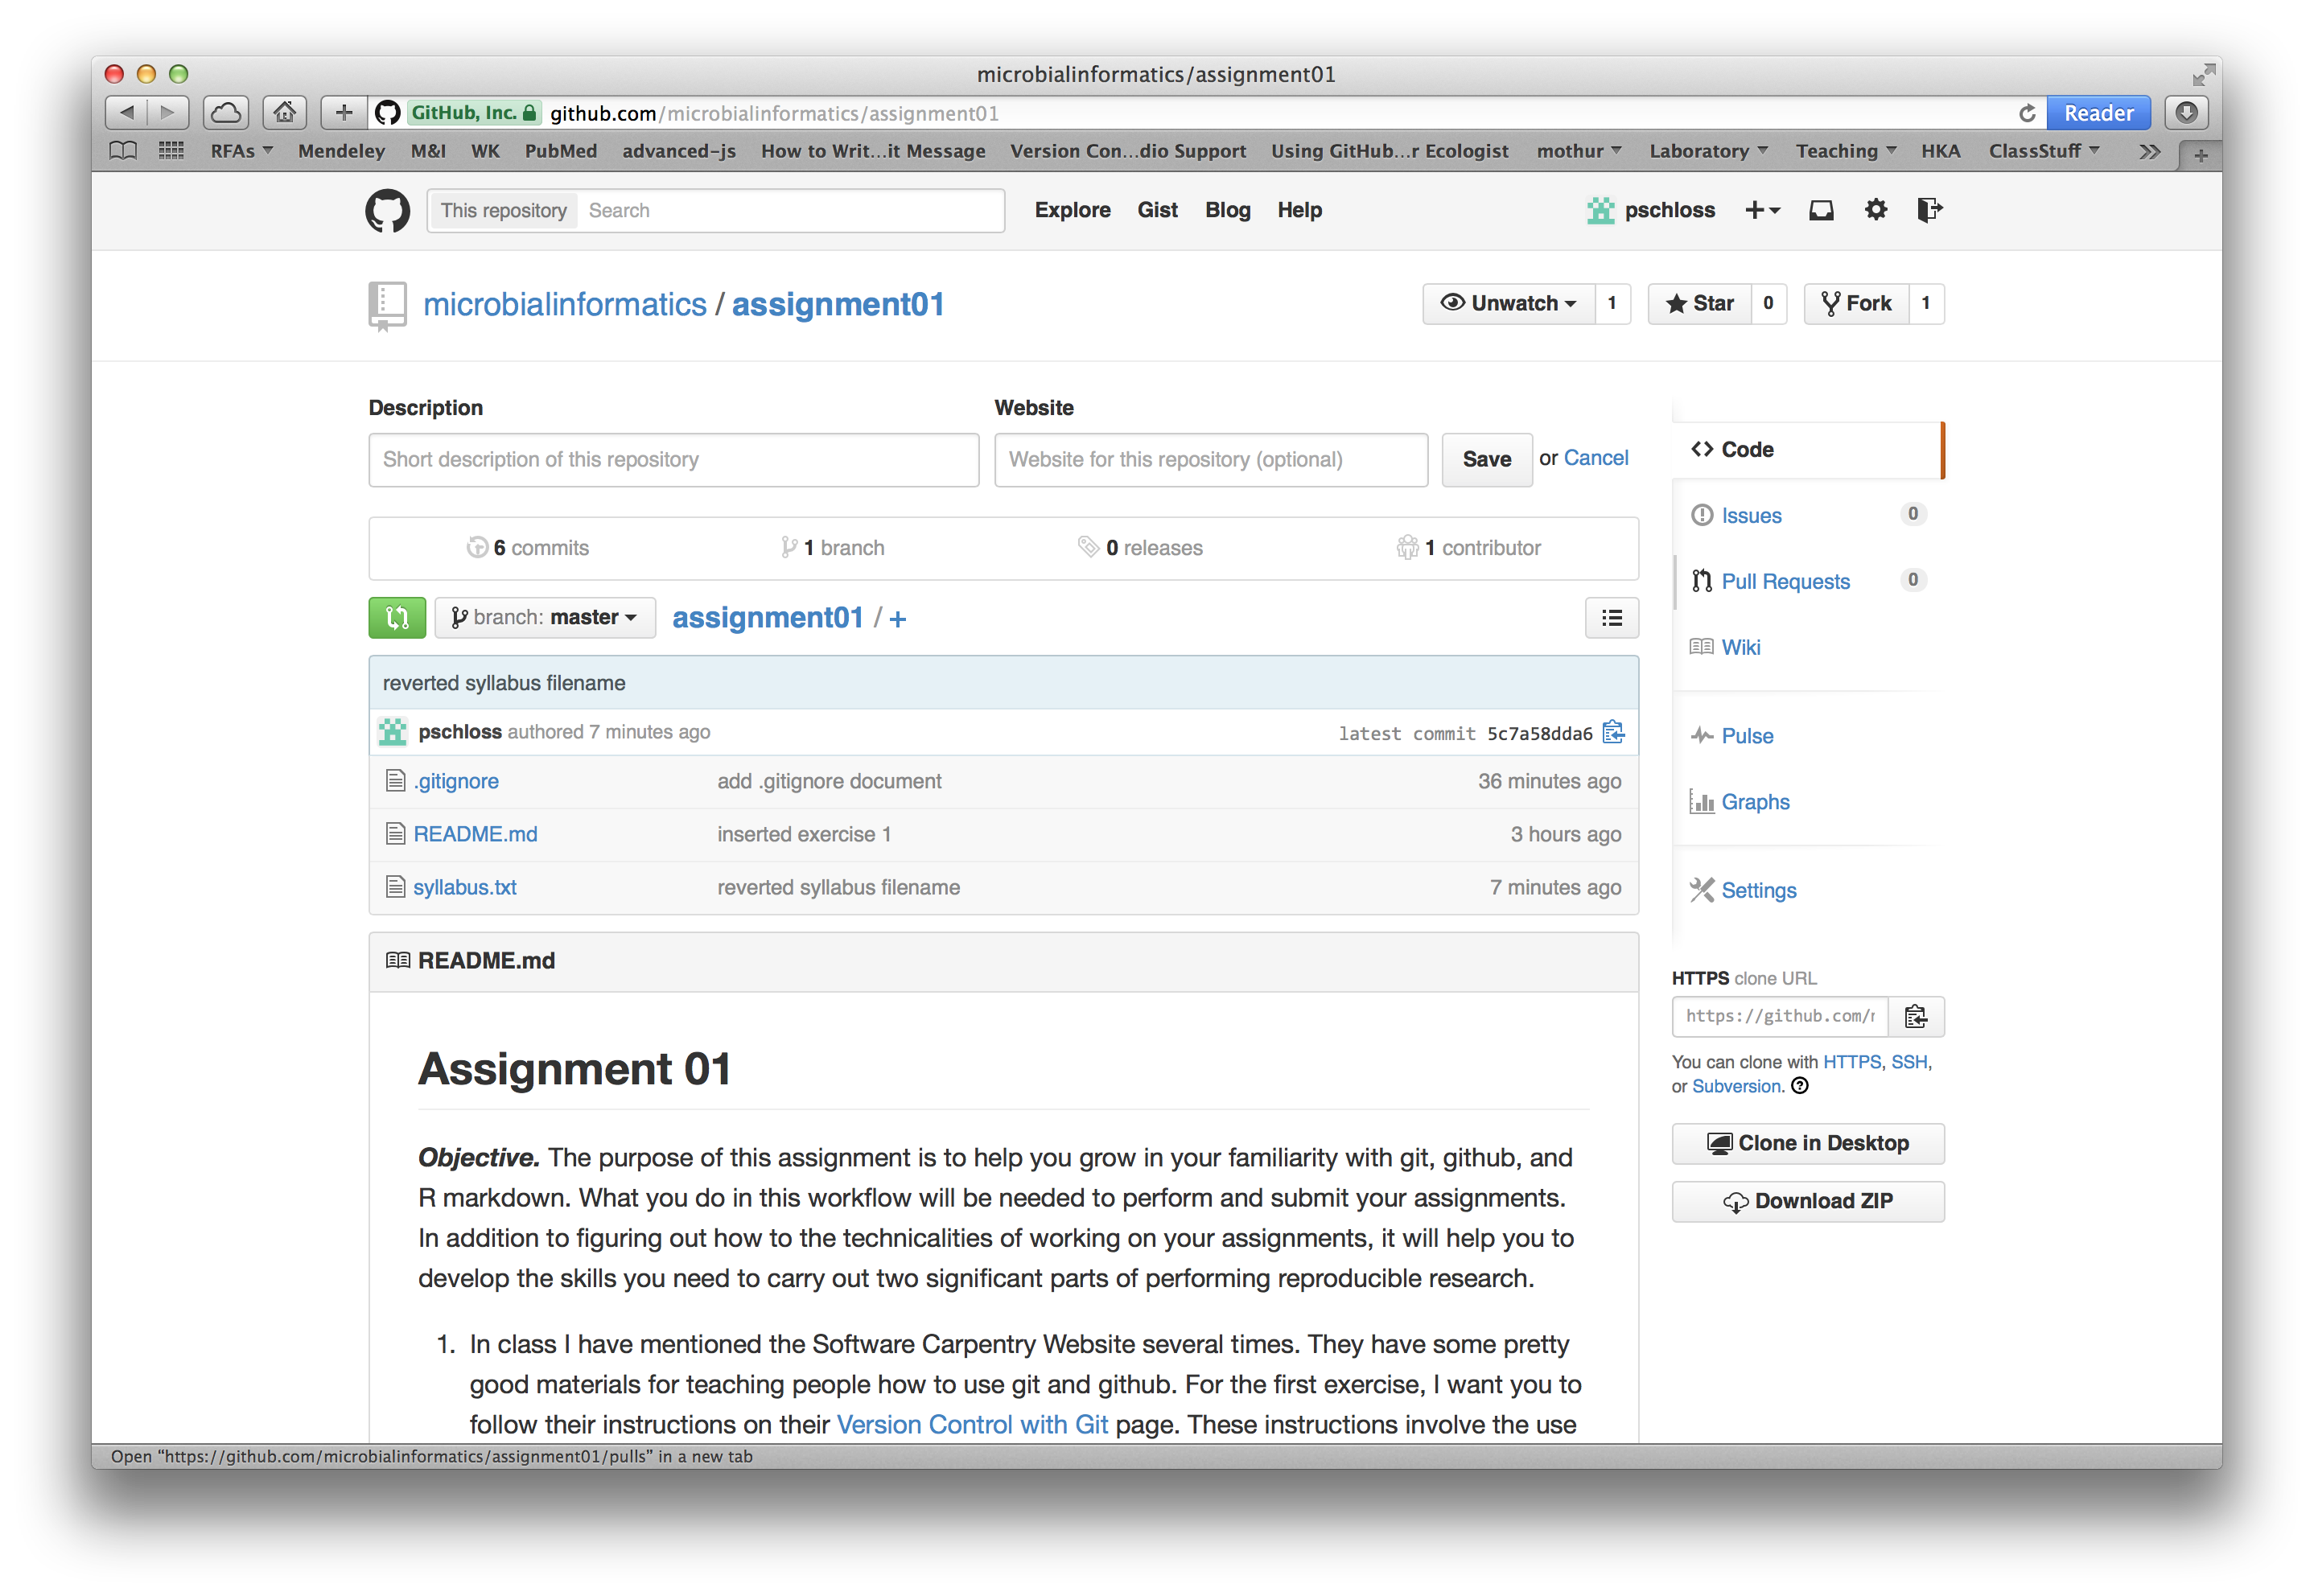 microbialinformatics/assignment01
GitHub, Inc. github.com/microbialinformatics/assignment01 Reader
RFAs Mendeley M&I WK PubMed advanced-js How to Writ...it Message Version Con...dio Support Using GitHub...r Ecologist mothur Laboratory Teaching HKA ClassStuff
This repository Search Explore Gist Blog Help pschloss
microbialinformatics / assignment01 Unwatch 1 Star 0 Fork 1
Description Website
Short description of this repository Website for this repository (optional) Save or Cancel
6 commits 1 branch 0 releases 1 contributor
branch: master assignment01 / +
reverted syllabus filename
pschloss authored 7 minutes ago latest commit 5c7a58dda6
.gitignore add .gitignore document 36 minutes ago
README.md inserted exercise 1 3 hours ago
syllabus.txt reverted syllabus filename 7 minutes ago
README.md
Assignment 01
Objective. The purpose of this assignment is to help you grow in your familiarity with git, github, and
R markdown. What you do in this workflow will be needed to perform and submit your assignments.
In addition to figuring out how to the technicalities of working on your assignments, it will help you to
develop the skills you need to carry out two significant parts of performing reproducible research.
1. In class I have mentioned the Software Carpentry Website several times. They have some pretty
good materials for teaching people how to use git and github. For the first exercise, I want you to
follow their instructions on their Version Control with Git page. These instructions involve the use
Code
Issues 0
Pull Requests 0
Wiki
Pulse
Graphs
Settings
HTTPS clone URL
https://github.com/
You can clone with HTTPS, SSH,
or Subversion.
Clone in Desktop
Download ZIP
Open “https://github.com/microbialinformatics/assignment01/pulls” in a new tab